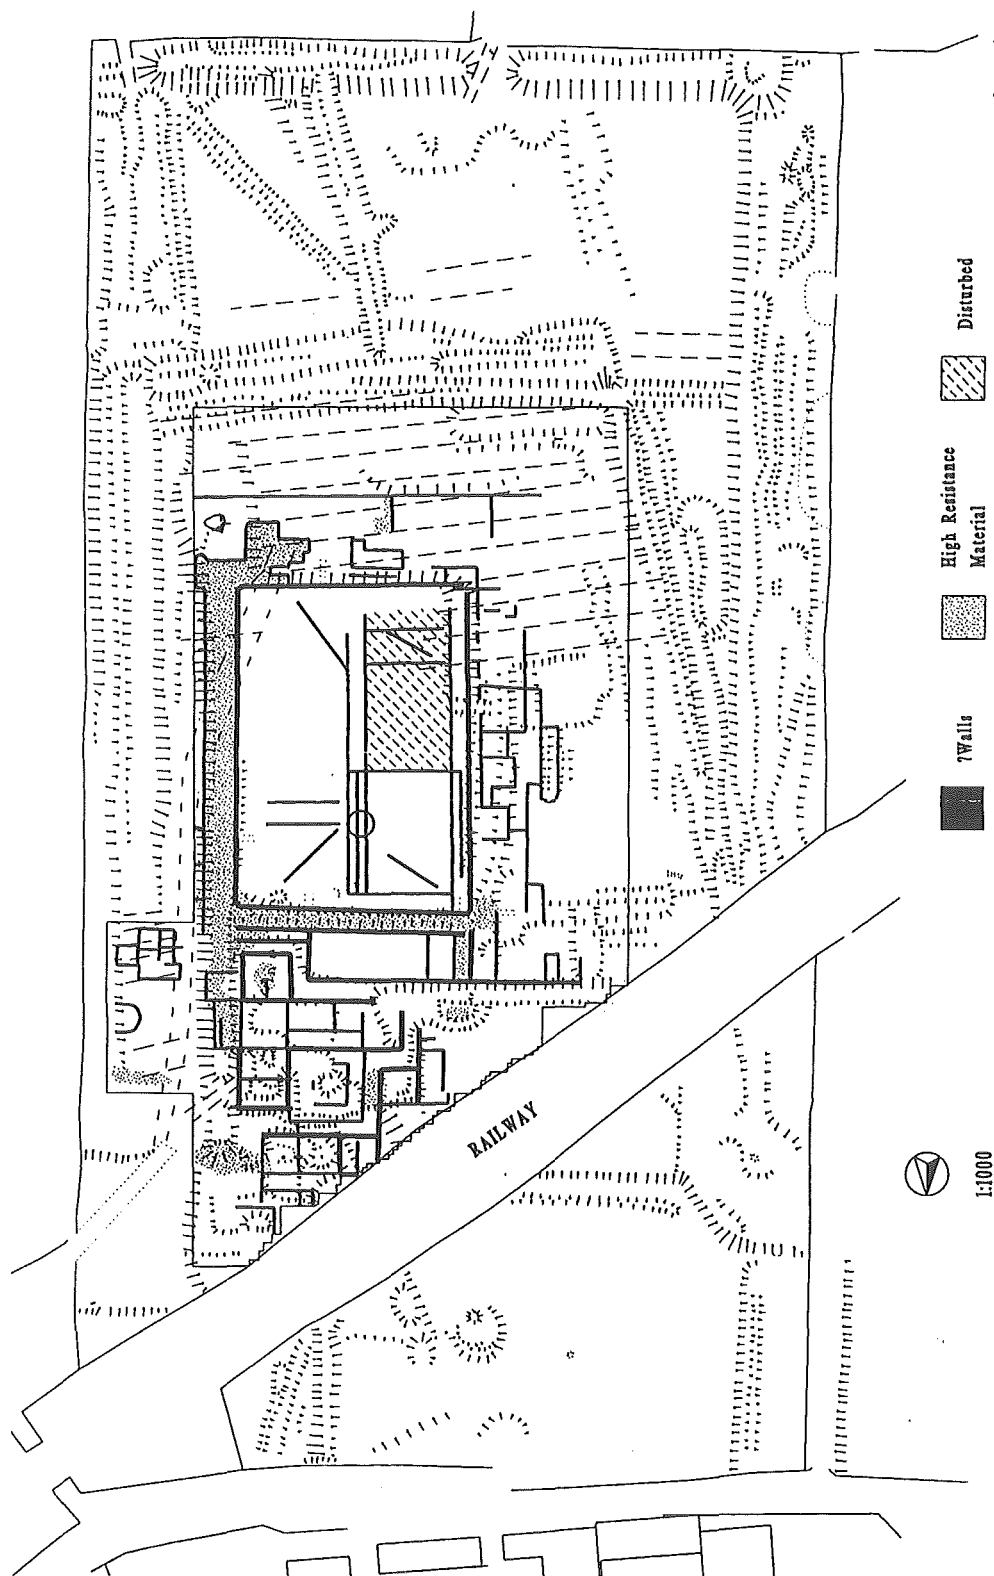 RAILWAY
?Walls
High Resistance
Material
Disturbed
1:1000